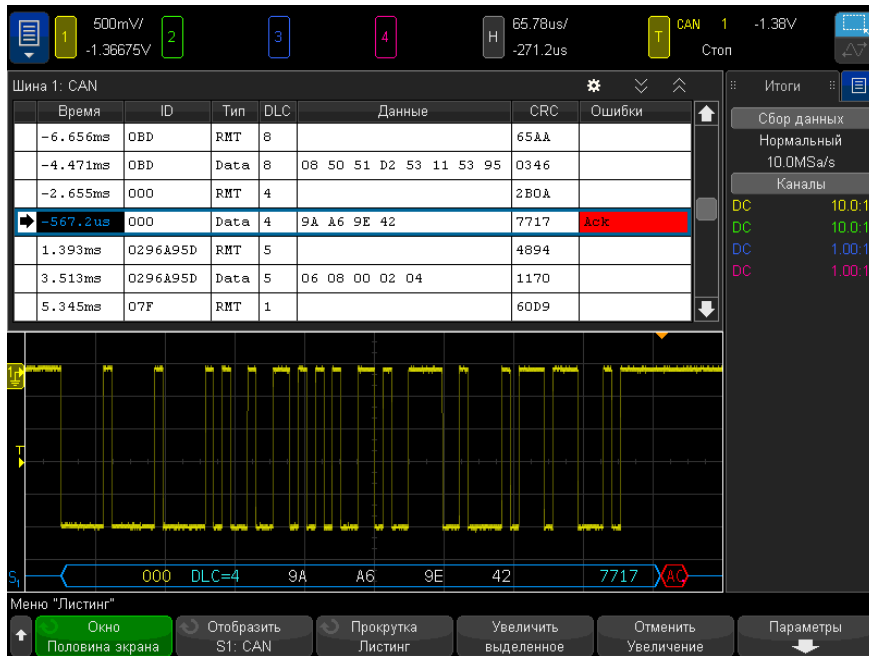 1 500mV/ 2 3 4 H 65.78us/ T CAN 1 -1.38V
-1.36675V -271.2us Стоп
Шина 1: CAN
Время ID Тип DLC Данные CRC Ошибки
-6.656ms 0BD RMT 8 65AA
-4.471ms 0BD Data 8 08 50 51 D2 53 11 53 95 0346
-2.655ms 000 RMT 4 2B0A
-567.2us 000 Data 4 9A A6 9E 42 7717 Ack
1.393ms 0296A95D RMT 5 4894
3.513ms 0296A95D Data 5 06 08 00 02 04 1170
5.345ms 07F RMT 1 60D9
Итоги
Сбор данных
Нормальный
10.0MSa/s
Каналы
DC 10.0:1
DC 10.0:1
DC 1.00:1
DC 1.00:1
1
T
S1 000 DLC=4 9A A6 9E 42 7717 AC
Меню "Листинг"
Окно
Половина экрана
Отобразить
S1: CAN
Прокрутка
Листинг
Увеличить
выделенное
Отменить
Увеличение
Параметры